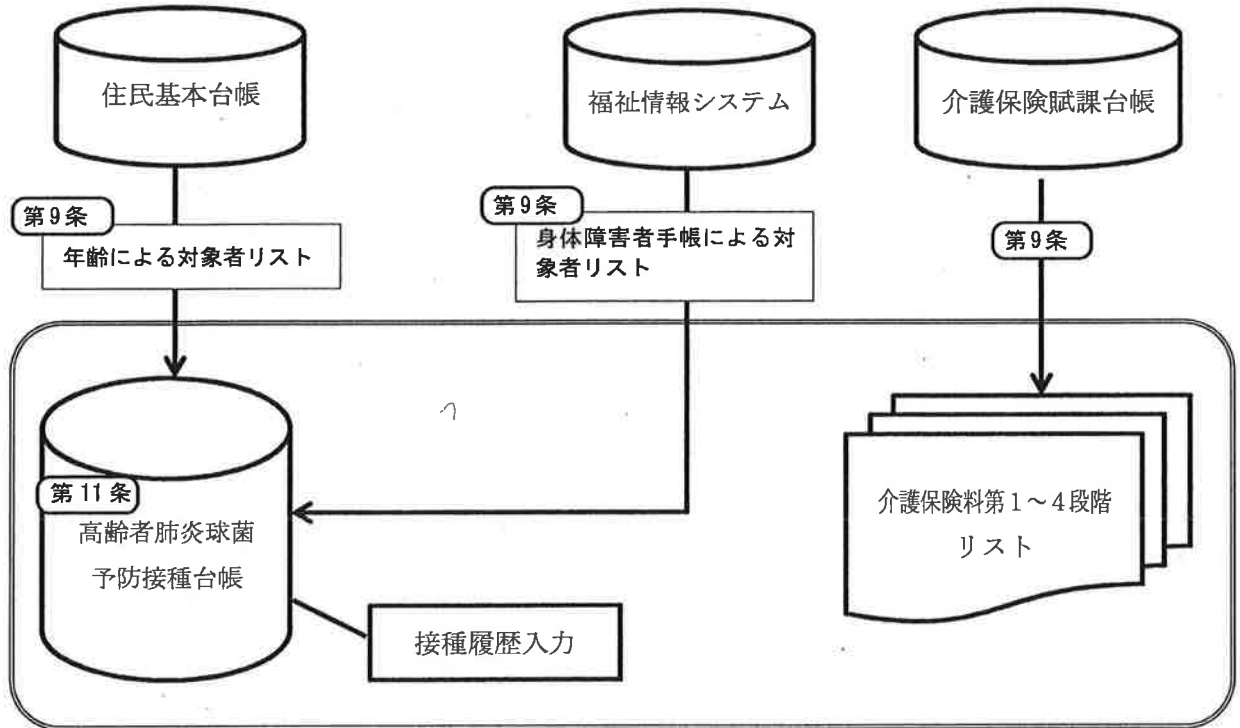 住民基本台帳
福祉情報システム
介護保険賦課台帳
第9条
年齢による対象者リスト
第9条
身体障害者手帳による対
象者リスト
第9条
第11条
高齢者肺炎球菌
予防接種台帳
接種履歴入力
介護保険料第1～4段階
リスト